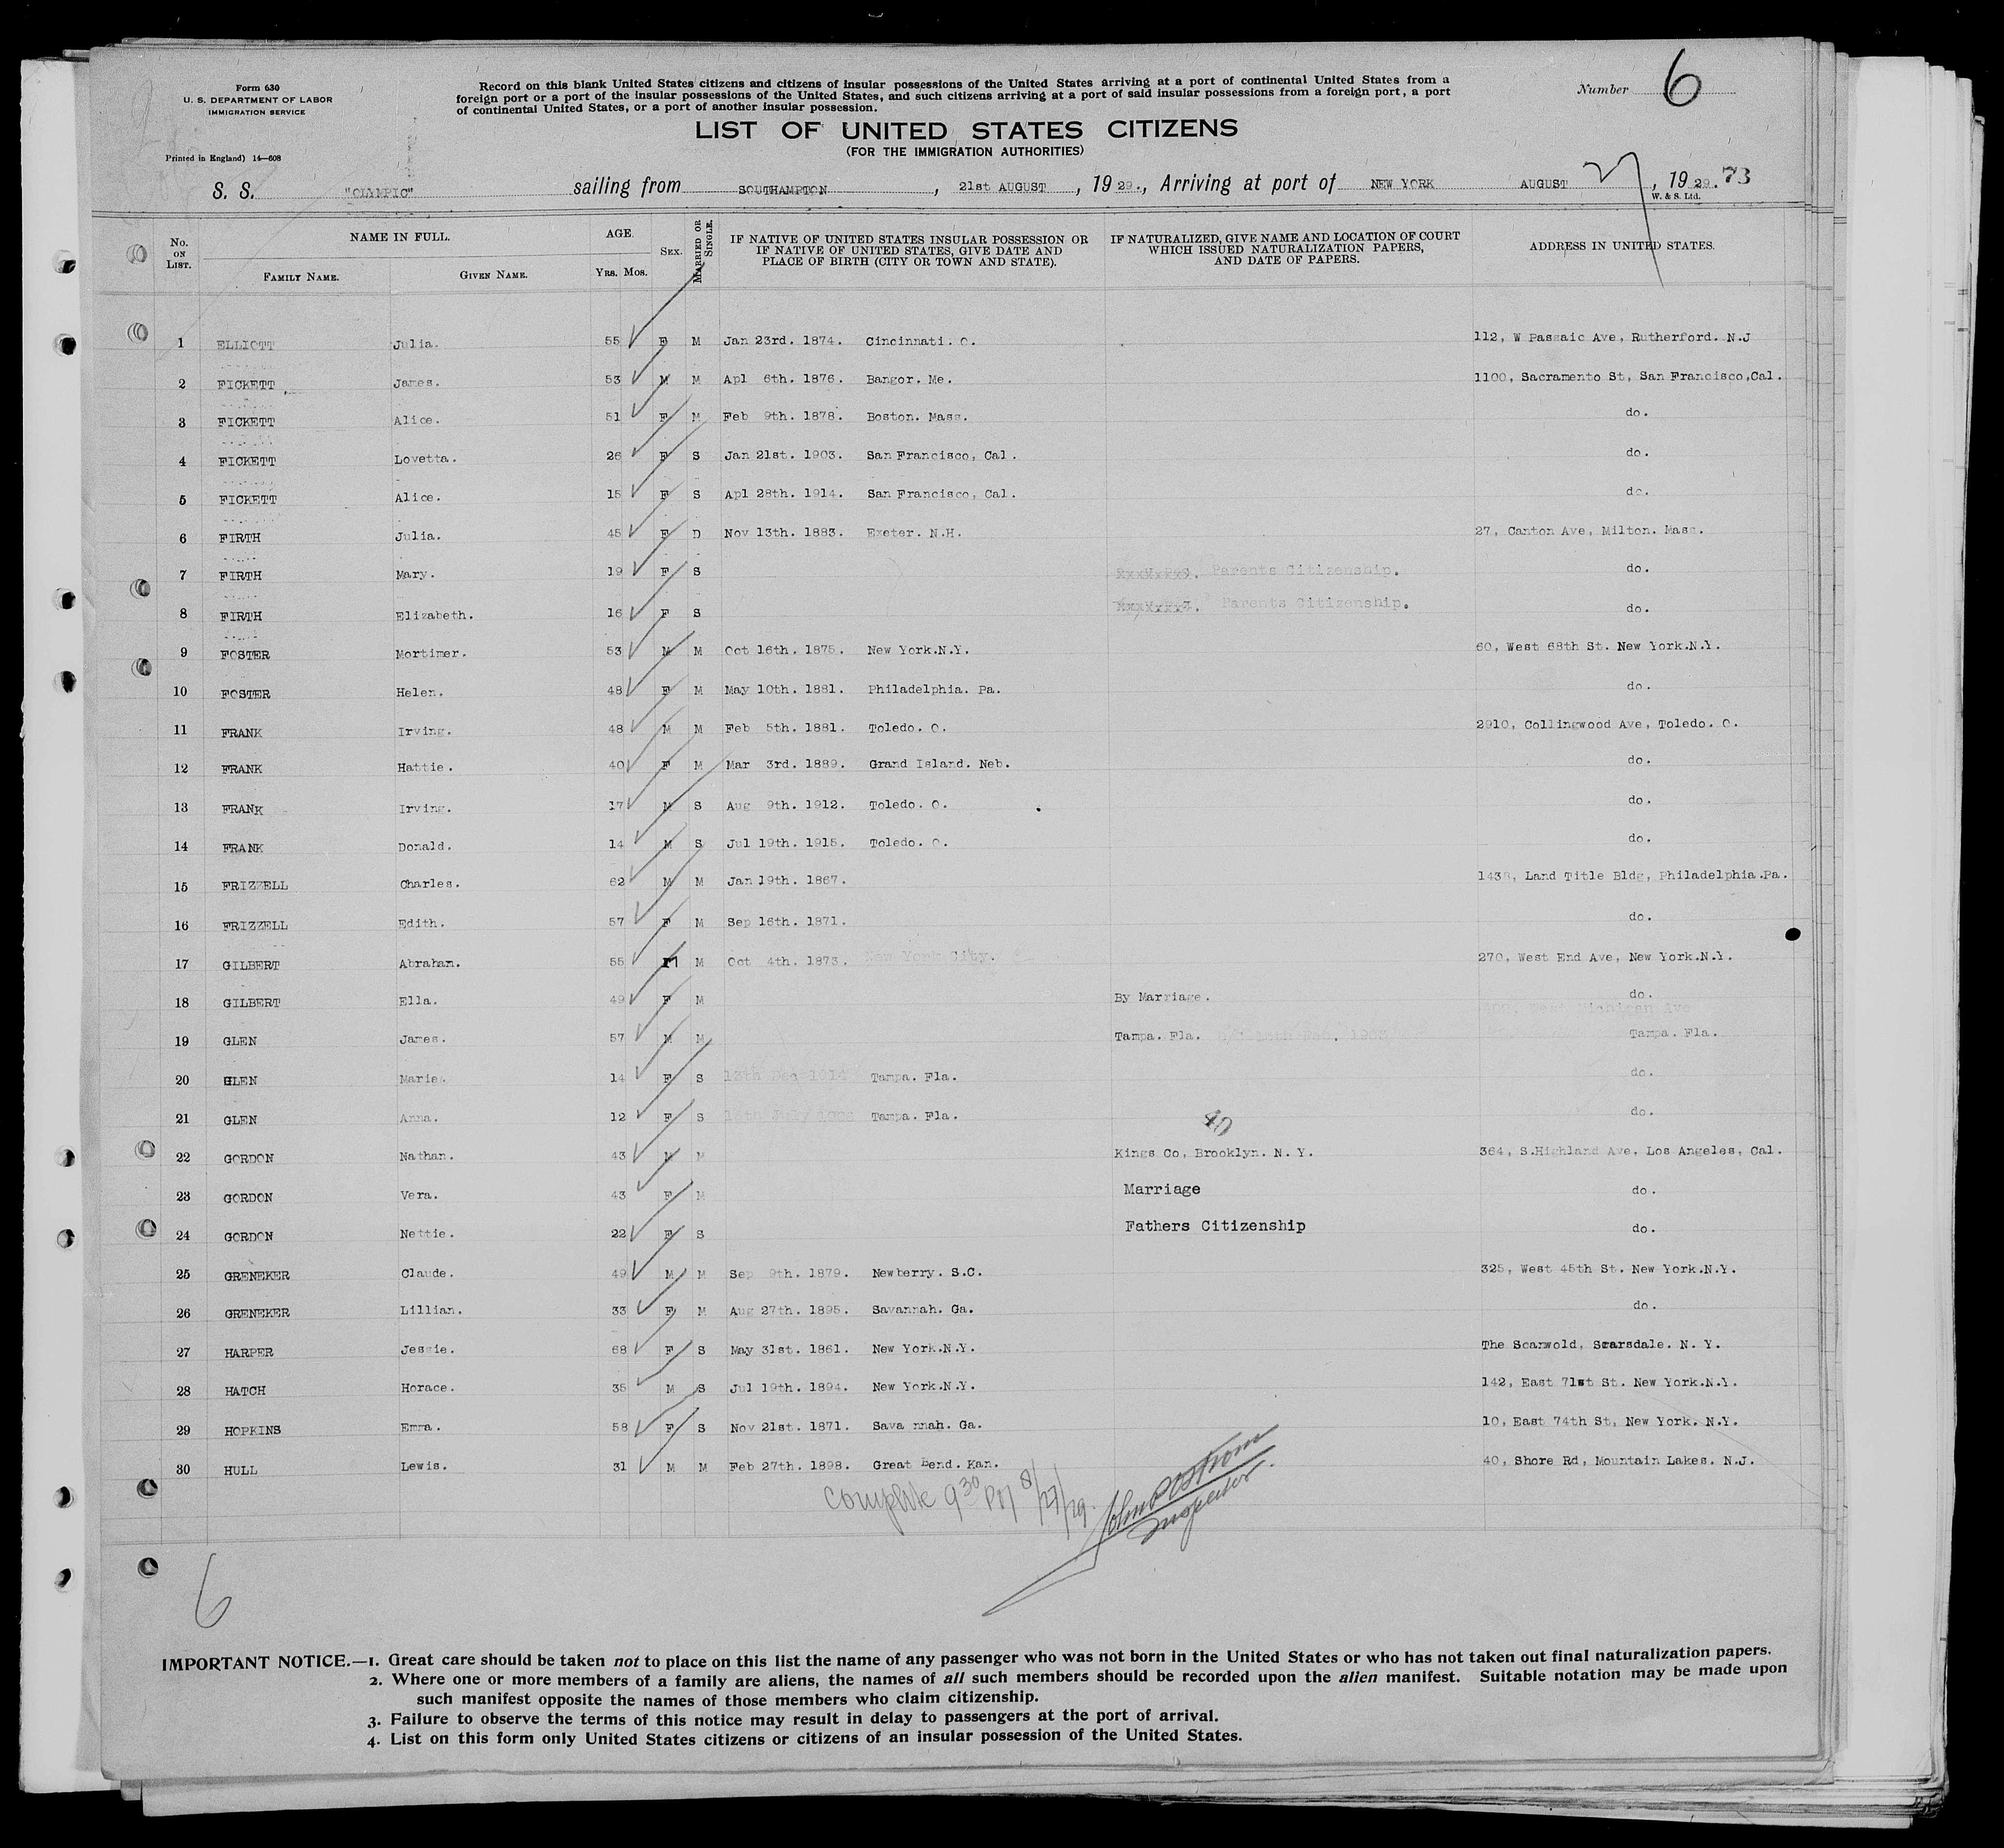 Form 630
U. S. DEPARTMENT OF LABOR
IMMIGRATION SERVICE
Printed in England) 14—608
Record on this blank United States citizens and citizens of insular possessions of the United States arriving at a port of continental United States from a
foreign port or a port of the insular possessions of the United States, and such citizens arriving at a port of said insular possessions from a foreign port, a port
of continental United States, or a port of another insular possession.
Number 6
LIST OF UNITED STATES CITIZENS
(FOR THE IMMIGRATION AUTHORITIES)
S. S. "OLYMPIC" sailing from SOUTHAMPTON, 21st AUGUST, 1929., Arriving at port of NEW YORK AUGUST 27, 1929. 73
W. & S. Ltd.
No. ON LIST. NAME IN FULL. FAMILY NAME. GIVEN NAME. AGE. YRS. MOS. SEX. MARRIED OR SINGLE. IF NATIVE OF UNITED STATES INSULAR POSSESSION OR IF NATIVE OF UNITED STATES, GIVE DATE AND PLACE OF BIRTH (CITY OR TOWN AND STATE). IF NATURALIZED, GIVE NAME AND LOCATION OF COURT WHICH ISSUED NATURALIZATION PAPERS, AND DATE OF PAPERS. ADDRESS IN UNITED STATES.
1 ELLIOTT Julia. 55 F M Jan 23rd. 1874. Cincinnati. O. 112, W Passaic Ave, Rutherford. N.J
2 FICKETT James. 53 M M Apl 6th. 1876. Bangor. Me. 1100, Sacramento St, San Francisco,Cal.
3 FICKETT Alice. 51 F M Feb 9th. 1878. Boston. Mass. do.
4 FICKETT Lovetta. 26 F S Jan 21st. 1903. San Francisco, Cal. do.
5 FICKETT Alice. 15 F S Apl 28th. 1914. San Francisco, Cal. do.
6 FIRTH Julia. 45 F D Nov 13th. 1883. Exeter. N.H. 27, Canton Ave, Milton. Mass.
7 FIRTH Mary. 19 F S Parents Citizenship. do.
8 FIRTH Elizabeth. 16 F S Parents Citizenship. do.
9 FOSTER Mortimer. 53 M M Oct 16th. 1875. New York.N.Y. 60, West 68th St. New York.N.Y.
10 FOSTER Helen. 48 F M May 10th. 1881. Philadelphia. Pa. do.
11 FRANK Irving. 48 M M Feb 5th. 1881. Toledo. O. 2910, Collingwood Ave, Toledo. O.
12 FRANK Hattie. 40 F M Mar 3rd. 1889. Grand Island. Neb. do.
13 FRANK Irving. 17 M S Aug 9th. 1912. Toledo. O. do.
14 FRANK Donald. 14 M S Jul 19th. 1915. Toledo. O. do.
15 FRIZZELL Charles. 62 M M Jan 19th. 1867. Land Title Bldg, Philadelphia.Pa.
16 FRIZZELL Edith. 57 F M Sep 16th. 1871. do.
17 GILBERT Abraham. 55 M M Oct 4th. 1873. New York City. 270, West End Ave, New York.N.Y.
18 GILBERT Ella. 49 F M By Marriage. do.
19 GLEN James. 57 M M Tampa. Fla. Michigan Ave Tampa. Fla.
20 GLEN Marie. 14 F S Tampa. Fla. do.
21 GLEN Anna. 12 F S Tampa. Fla. do.
40
22 GORDON Nathan. 43 M M Kings Co, Brooklyn. N. Y. 364, S.Highland Ave, Los Angeles, Cal.
23 GORDON Vera. 43 F M Marriage do.
24 GORDON Nettie. 22 F S Fathers Citizenship do.
25 GRENEKER Claude. 49 M M Sep 9th. 1879. Newberry. S.C. 325, West 45th St. New York.N.Y.
26 GRENEKER Lillian. 33 F M Aug 27th. 1895. Savannah. Ga. do.
27 HARPER Jessie. 68 F S May 31st. 1861. New York.N.Y. The Scarwold, Scarsdale. N. Y.
28 HATCH Horace. 35 M S Jul 19th. 1894. New York.N.Y. 142, East 71st St. New York.N.Y.
29 HOPKINS Emma. 58 F S Nov 21st. 1871. Sava nnah. Ga. 10, East 74th St, New York. N.Y.
30 HULL Lewis. 31 M M Feb 27th. 1898. Great Bend. Kan. 40, Shore Rd, Mountain Lakes. N.J.
Complete 9 30 PM 8/27/29.
Inspector.
6
IMPORTANT NOTICE.—1. Great care should be taken not to place on this list the name of any passenger who was not born in the United States or who has not taken out final naturalization papers.
2. Where one or more members of a family are aliens, the names of all such members should be recorded upon the alien manifest. Suitable notation may be made upon
such manifest opposite the names of those members who claim citizenship.
3. Failure to observe the terms of this notice may result in delay to passengers at the port of arrival.
4. List on this form only United States citizens or citizens of an insular possession of the United States.